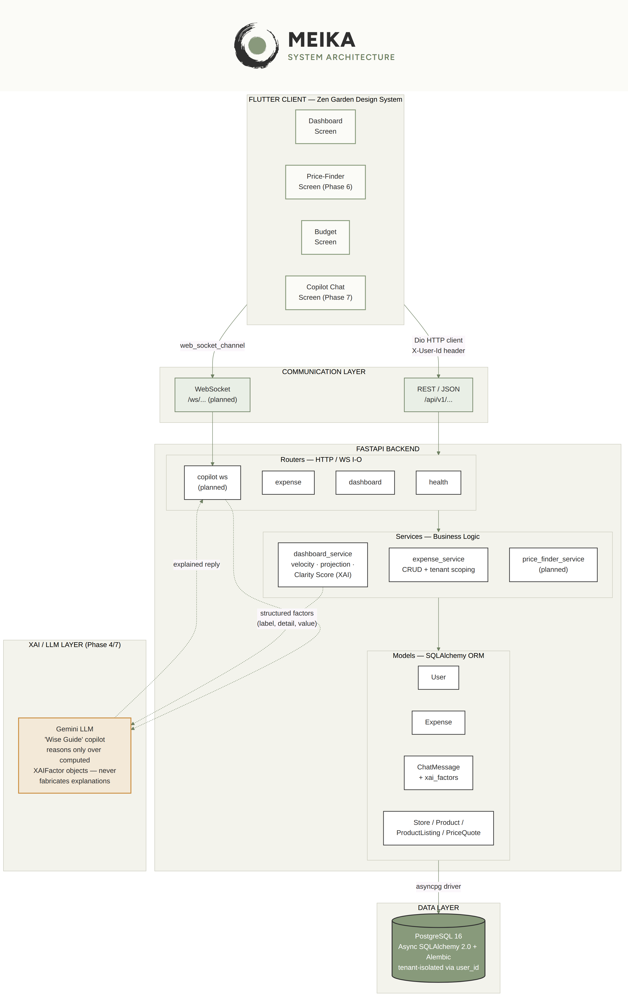 MEIKA
SYSTEM ARCHITECTURE
FLUTTER CLIENT — Zen Garden Design System
Dashboard
Screen
Price-Finder
Screen (Phase 6)
Budget
Screen
Copilot Chat
Screen (Phase 7)
web_socket_channel
Dio HTTP client
X-User-Id header
COMMUNICATION LAYER
WebSocket
/ws/... (planned)
REST / JSON
/api/v1/...
FASTAPI BACKEND
Routers — HTTP / WS I-O
copilot ws
(planned)
expense
dashboard
health
Services — Business Logic
dashboard_service
velocity · projection ·
Clarity Score (XAI)
expense_service
CRUD + tenant scoping
price_finder_service
(planned)
explained reply
structured factors
(label, detail, value)
XAI / LLM LAYER (Phase 4/7)
Gemini LLM
'Wise Guide' copilot
reasons only over
computed
XAIFactor objects — never
fabricates explanations
Models — SQLAlchemy ORM
User
Expense
ChatMessage
+ xai_factors
Store / Product /
ProductListing / PriceQuote
asyncpg driver
DATA LAYER
PostgreSQL 16
Async SQLAlchemy 2.0 +
Alembic
tenant-isolated via user_id